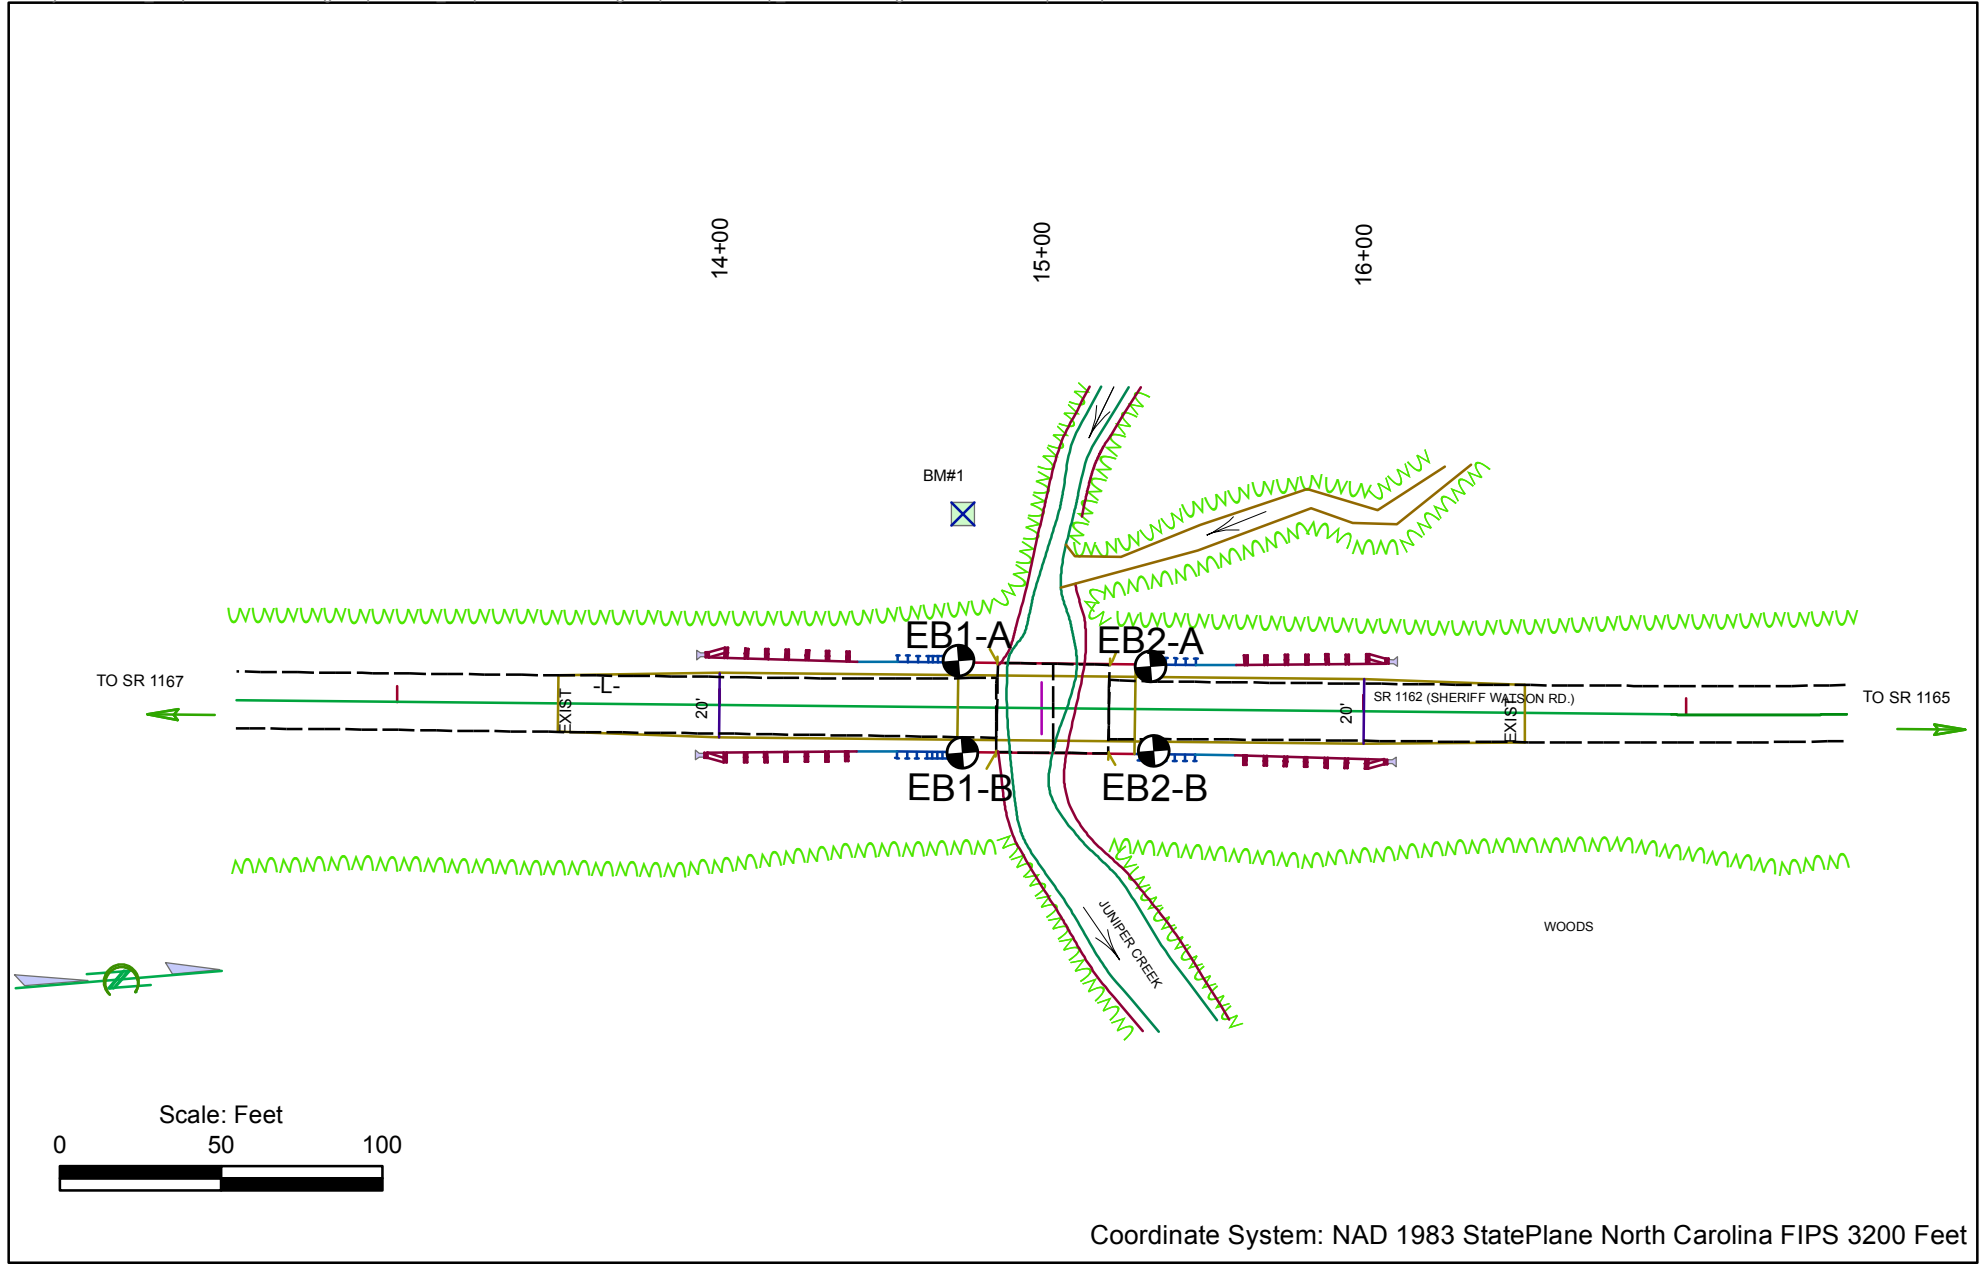 14+00
15+00
16+00
BM#1
EB1-A
EB2-A
TO SR 1167
-L-
EXIST
20'
20'
SR 1162 (SHERIFF WATSON RD.)
EXIST
TO SR 1165
EB1-B
EB2-B
JUNIPER CREEK
WOODS
Scale: Feet
0 50 100
Coordinate System: NAD 1983 StatePlane North Carolina FIPS 3200 Feet